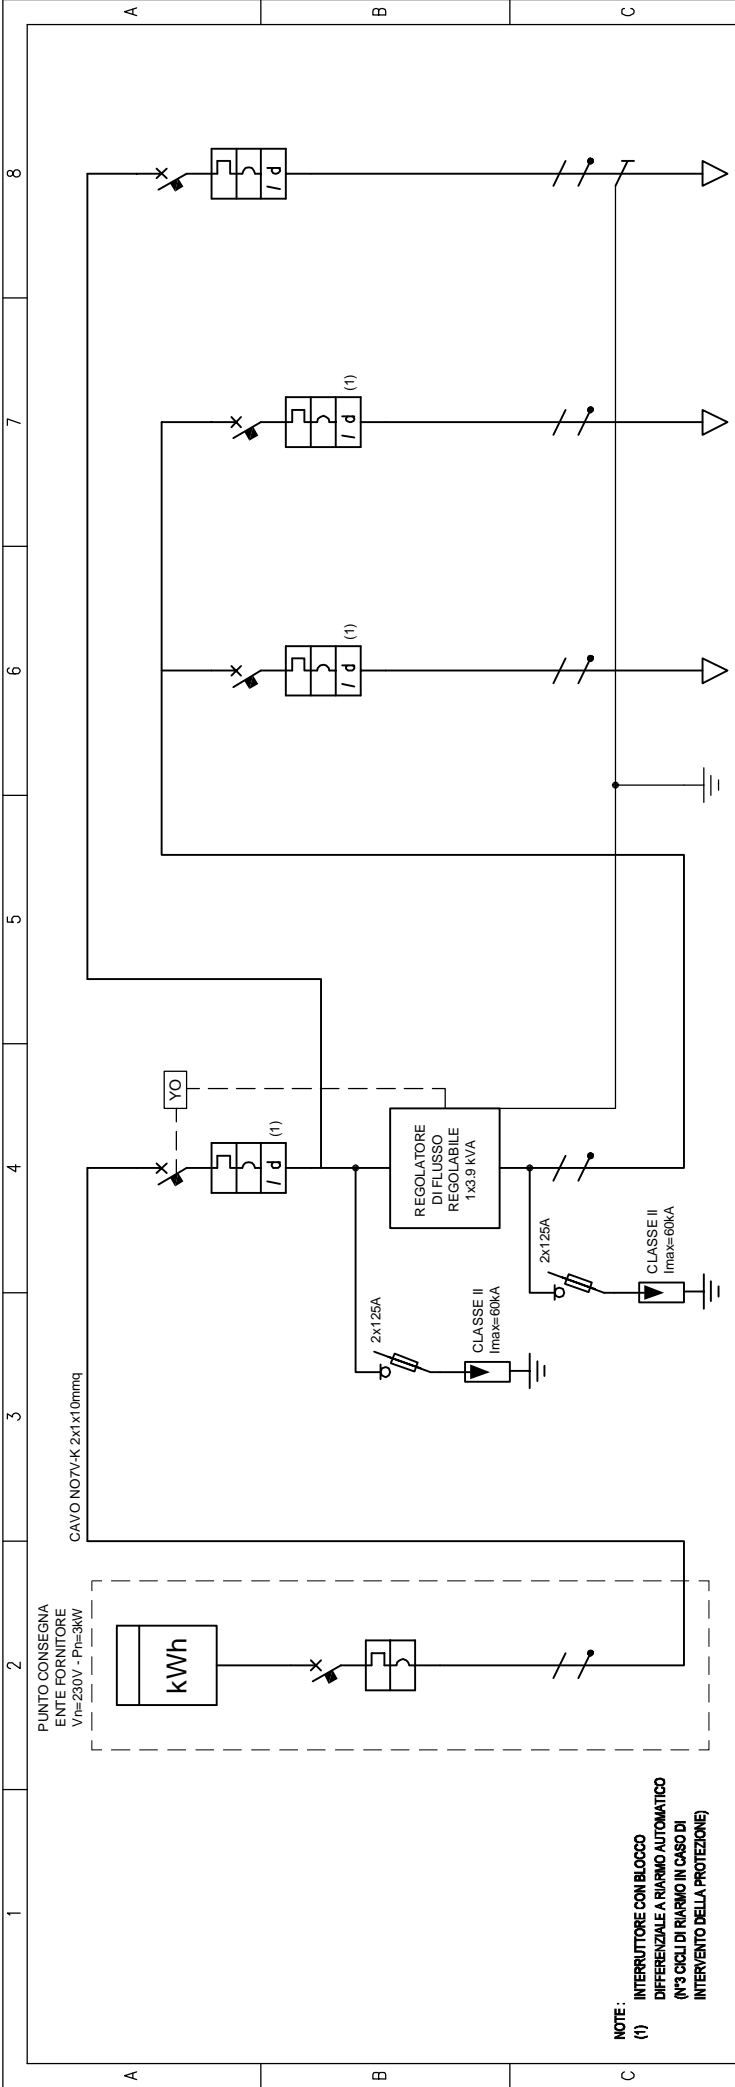 1
2
3
4
5
6
7
8
A
B
C
A
B
C
PUNTO CONSEGNA
ENTE FORNITORE
Vn=230V - Pn=3kW
kWh
CAVO NO7V-K 2x1x10mmq
2x125A
CLASSE II
Imax=60kA
YO
I d
(1)
REGOLATORE
DI FLUSSO
REGOLABILE
1x3.9 kVA
2x125A
CLASSE II
Imax=60kA
I d
(1)
I d
(1)
I d
NOTE :
(1) INTERRUTTORE CON BLOCCO
DIFFERENZIALE A RIARMO AUTOMATICO
(N°3 CICLI DI RIARMO IN CASO DI
INTERVENTO DELLA PROTEZIONE)